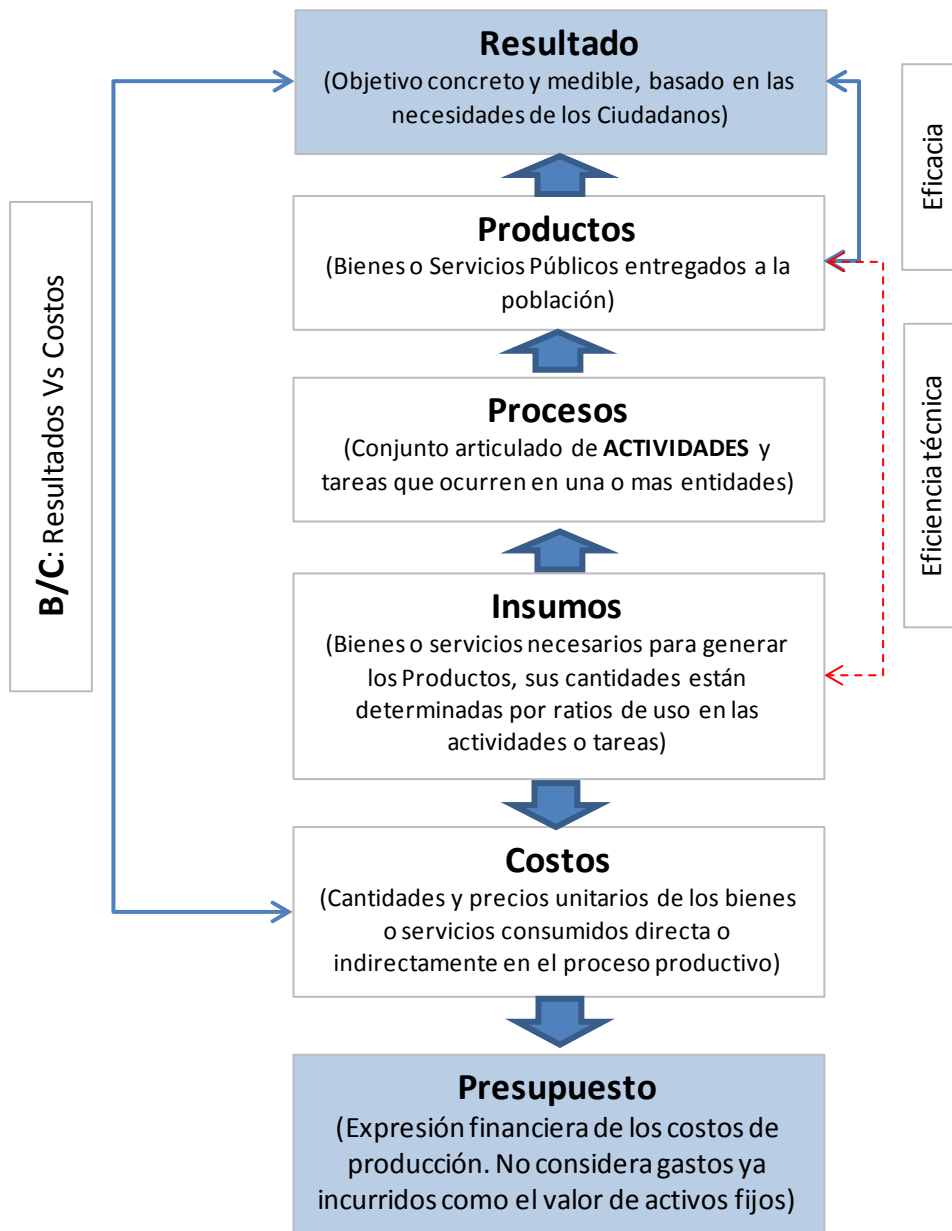 Resultado
(Objetivo concreto y medible, basado en las
necesidades de los Ciudadanos)
Eficacia
Productos
(Bienes o Servicios Públicos entregados a la
población)
B/C: Resultados Vs Costos
Procesos
(Conjunto articulado de ACTIVIDADES y
tareas que ocurren en una o mas entidades)
Eficiencia técnica
Insumos
(Bienes o servicios necesarios para generar
los Productos, sus cantidades están
determinadas por ratios de uso en las
actividades o tareas)
Costos
(Cantidades y precios unitarios de los bienes
o servicios consumidos directa o
indirectamente en el proceso productivo)
Presupuesto
(Expresión financiera de los costos de
producción. No considera gastos ya
incurridos como el valor de activos fijos)